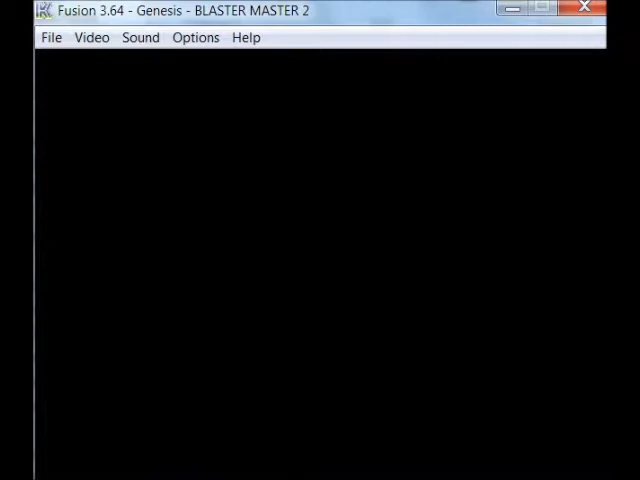 Fusion 3.64 - Genesis - BLASTER MASTER 2
File Video Sound Options Help